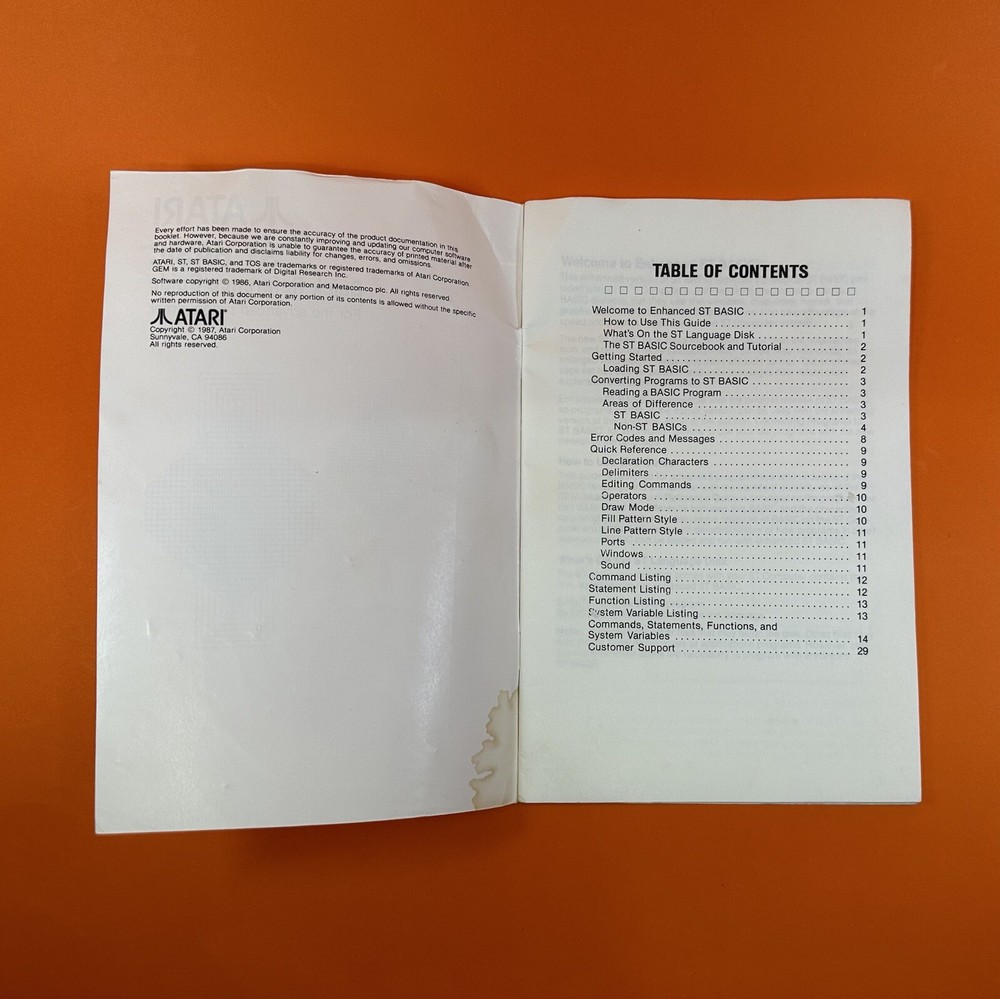 Every effort has been made to ensure the accuracy of the product documentation in this
booklet. However, because we are constantly improving and updating our computer software
and hardware, Atari Corporation is unable to guarantee the accuracy of printed material after
the date of publication and disclaims liability for changes, errors, and omissions.
ATARI, ST, ST BASIC, and TOS are trademarks or registered trademarks of Atari Corporation.
GEM is a registered trademark of Digital Research Inc.
Software copyright © 1986, Atari Corporation and Metacomco plc. All rights reserved.
No reproduction of this document or any portion of its contents is allowed without the specific
written permission of Atari Corporation.
ATARI®
Copyright © 1987, Atari Corporation
Sunnyvale, CA 94086
All rights reserved.
TABLE OF CONTENTS
Welcome to Enhanced ST BASIC .................. 1
How to Use This Guide ....................... 1
What's On the ST Language Disk ................ 1
The ST BASIC Sourcebook and Tutorial ........... 2
Getting Started ............................... 2
Loading ST BASIC .......................... 2
Converting Programs to ST BASIC ................. 3
Reading a BASIC Program ..................... 3
Areas of Difference .......................... 3
ST BASIC ................................ 3
Non-ST BASICs ........................... 4
Error Codes and Messages ...................... 8
Quick Reference .............................. 9
Declaration Characters ....................... 9
Delimiters ................................. 9
Editing Commands .......................... 9
Operators ................................. 10
Draw Mode ................................ 10
Fill Pattern Style ............................ 10
Line Pattern Style ........................... 11
Ports ..................................... 11
Windows .................................. 11
Sound .................................... 11
Command Listing ............................. 12
Statement Listing ............................. 12
Function Listing .............................. 13
System Variable Listing ........................ 13
Commands, Statements, Functions, and
System Variables ............................. 14
Customer Support ............................ 29